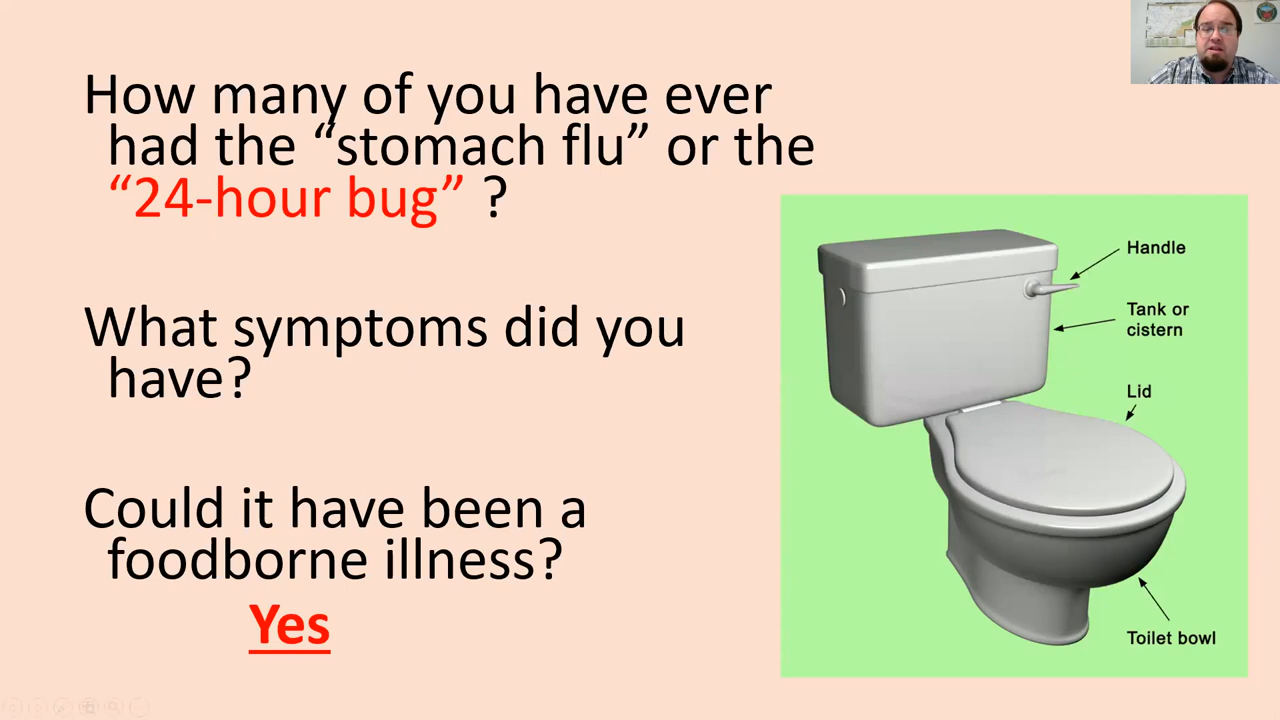 How many of you have ever
had the “stomach flu” or the
“24-hour bug” ?
What symptoms did you
have?
Could it have been a
foodborne illness?
Yes
Handle
Tank or
cistern
Lid
Toilet bowl